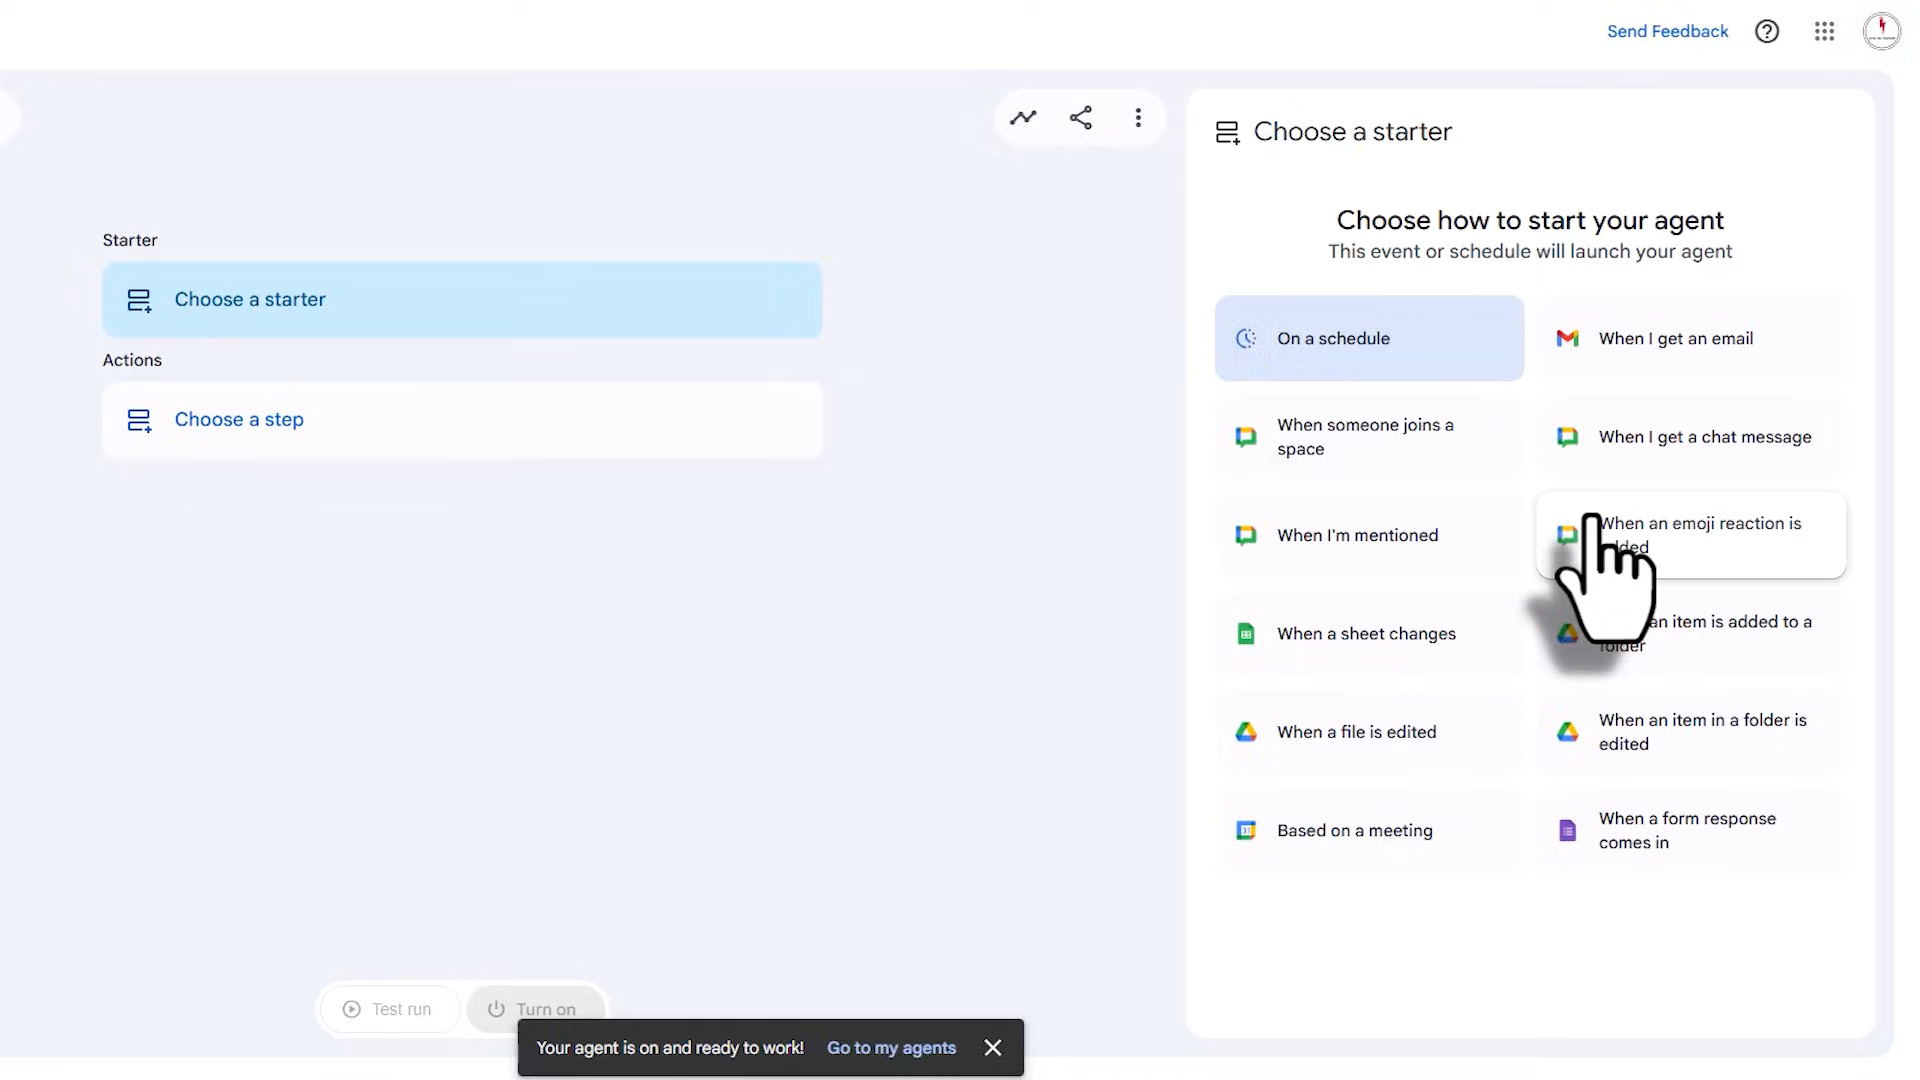 Send Feedback
Choose a starter
Choose how to start your agent
This event or schedule will launch your agent
Starter
Choose a starter
Actions
Choose a step
On a schedule
When I get an email
When someone joins a
space
When I get a chat message
When I'm mentioned
When an emoji reaction is
When a sheet changes
an item is added to a
folder
When a file is edited
When an item in a folder is
edited
31
Based on a meeting
When a form response
comes in
Test run
Turn on
Your agent is on and ready to work! Go to my agents